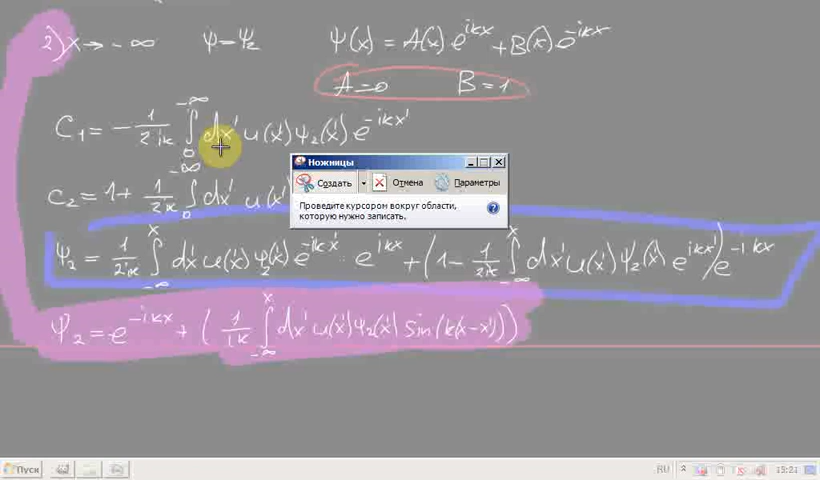 2) x → -∞ ψ=ψ₂ ψ(x) = A(x) e^{ikx} + B(x) e^{-ikx}
A=0 B=1
C₁ = - 1/2ik ∫₀^{-∞} dx' u(x') ψ₂(x') e^{-ikx'}
C₂ = 1+ 1/2ik ∫₀^{-∞} dx' u(x'
Ножницы
Создать Отмена Параметры
Проведите курсором вокруг области,
которую нужно записать.
ψ₂ = 1/2ik ∫_{-∞}^{x} dx' u(x') ψ₂(x') e^{-ikx'} e^{ikx} + (1 - 1/2ik ∫_{-∞}^{x} dx' u(x') ψ₂(x') e^{ikx'}) e^{-ikx}
ψ₂ = e^{-ikx} + ( 1/ik ∫_{-∞}^{x} dx' u(x') ψ₂(x') sin(k(x-x')))
Пуск RU 15:21